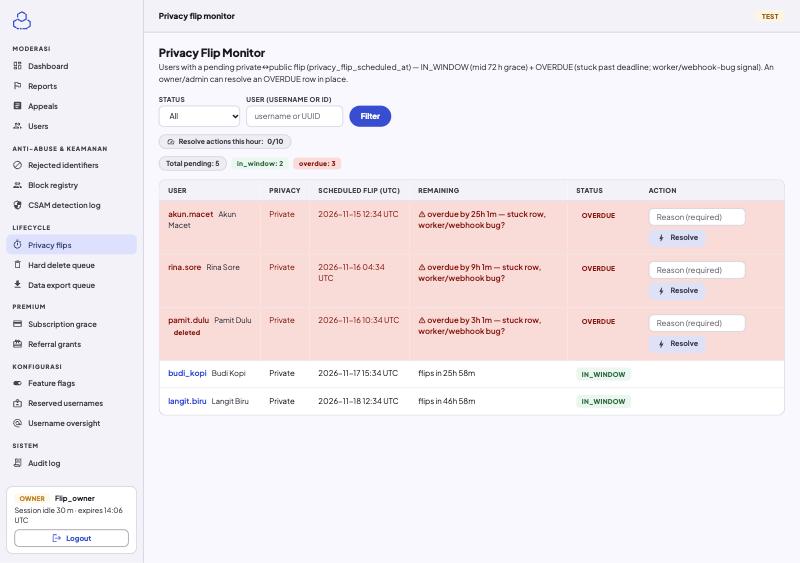 MODERASI
Dashboard
Reports
Appeals
Users
ANTI-ABUSE & KEAMANAN
Rejected identifiers
Block registry
CSAM detection log
LIFECYCLE
Privacy flips
Hard delete queue
Data export queue
PREMIUM
Subscription grace
Referral grants
KONFIGURASI
Feature flags
Reserved usernames
Username oversight
SISTEM
Audit log
OWNER Flip_owner
Session idle 30 m · expires 14:06
UTC
Logout
Privacy flip monitor
TEST
Privacy Flip Monitor
Users with a pending private↔public flip (privacy_flip_scheduled_at) — IN_WINDOW (mid 72 h grace) + OVERDUE (stuck past deadline; worker/webhook-bug signal). An
owner/admin can resolve an OVERDUE row in place.
STATUS USER (USERNAME OR ID)
All username or UUID Filter
Resolve actions this hour: 0/10
Total pending: 5 in_window: 2 overdue: 3
USER PRIVACY SCHEDULED FLIP (UTC) REMAINING STATUS ACTION
akun.macet Akun Private 2026-11-15 12:34 UTC ⚠ overdue by 25h 1m — stuck row, OVERDUE Reason (required)
Macet worker/webhook bug?
Resolve
rina.sore Rina Sore Private 2026-11-16 04:34 ⚠ overdue by 9h 1m — stuck row, OVERDUE Reason (required)
UTC worker/webhook bug?
Resolve
pamit.dulu Pamit Dulu Private 2026-11-16 10:34 UTC ⚠ overdue by 3h 1m — stuck row, OVERDUE Reason (required)
deleted worker/webhook bug?
Resolve
budi_kopi Budi Kopi Private 2026-11-17 15:34 UTC flips in 25h 58m IN_WINDOW
langit.biru Langit Biru Private 2026-11-18 12:34 UTC flips in 46h 58m IN_WINDOW